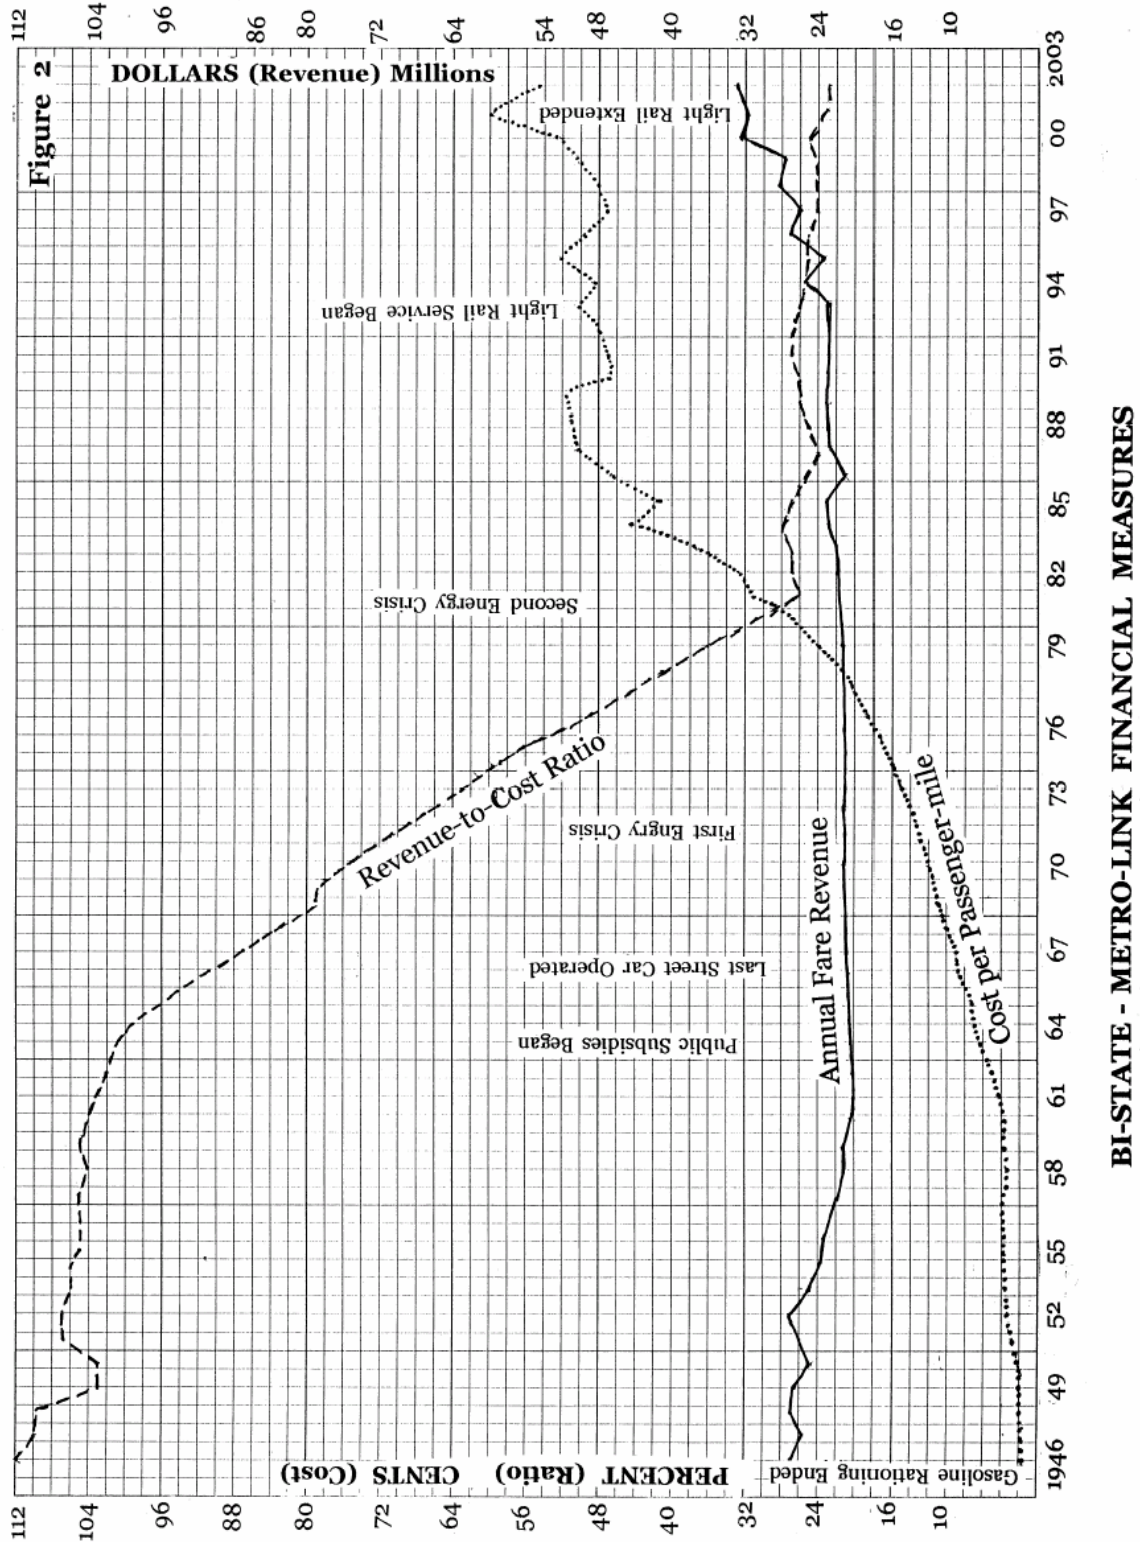 112 104 96 86 80 72 64 54 48 40 32 24 16 10
Figure 2
DOLLARS (Revenue) Millions
Light Rail Extended
Light Rail Service Began
Second Energy Crisis
Revenue-to-Cost Ratio
First Engry Crisis
Last Street Car Operated
Public Subsidies Began
Annual Fare Revenue
Cost per Passenger-mile
Gasoline Rationing Ended
PERCENT (Ratio) CENTS (Cost)
112 104 96 88 80 72 64 56 48 40 32 24 16 10
1946 49 52 55 58 61 64 67 70 73 76 79 82 85 88 91 94 97 00 2003
BI-STATE - METRO-LINK FINANCIAL MEASURES